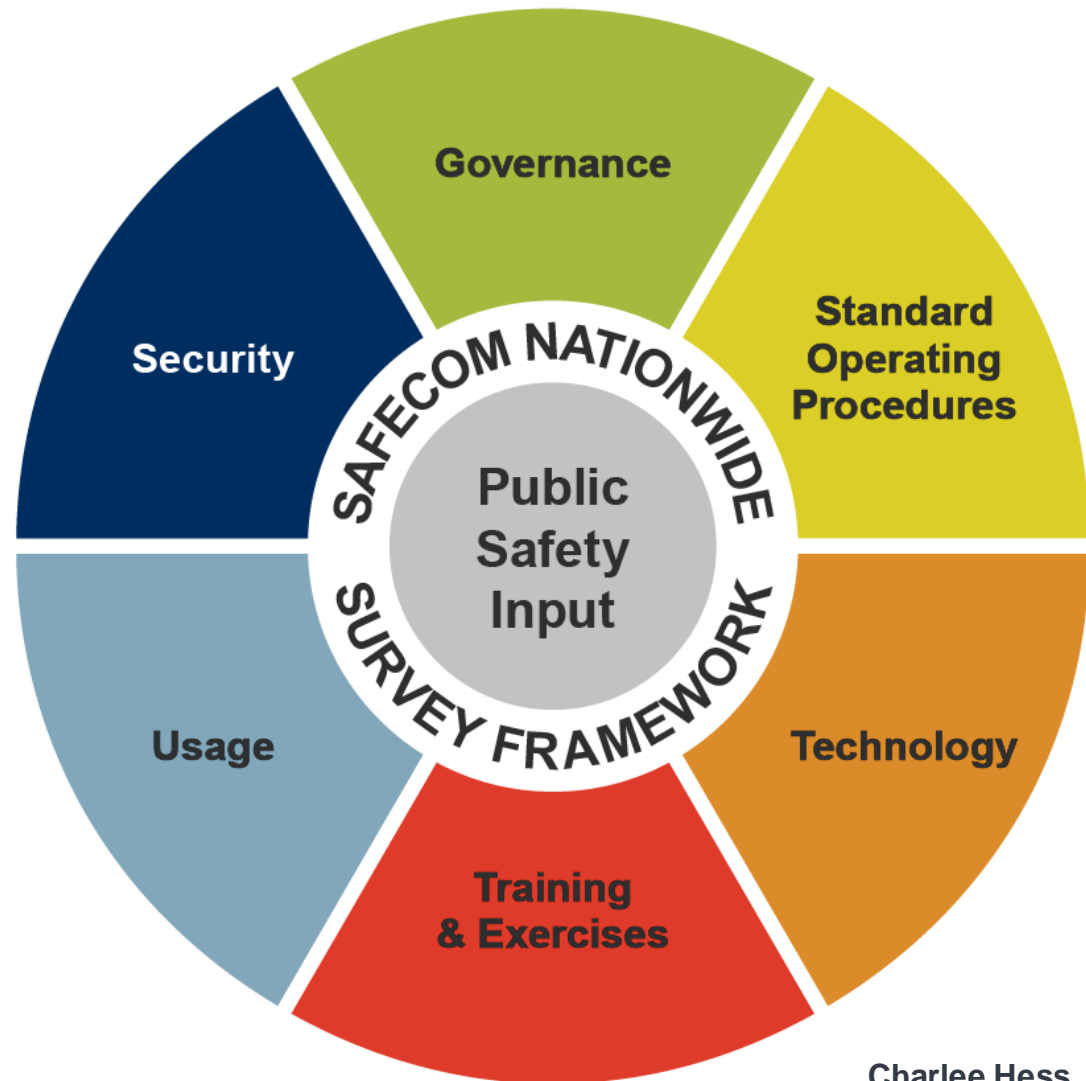 Governance
Standard
Operating
Procedures
Security
SAFECOM NATIONWIDE
Public
Safety
Input
SURVEY FRAMEWORK
Usage
Technology
Training
& Exercises
Charlee Hess